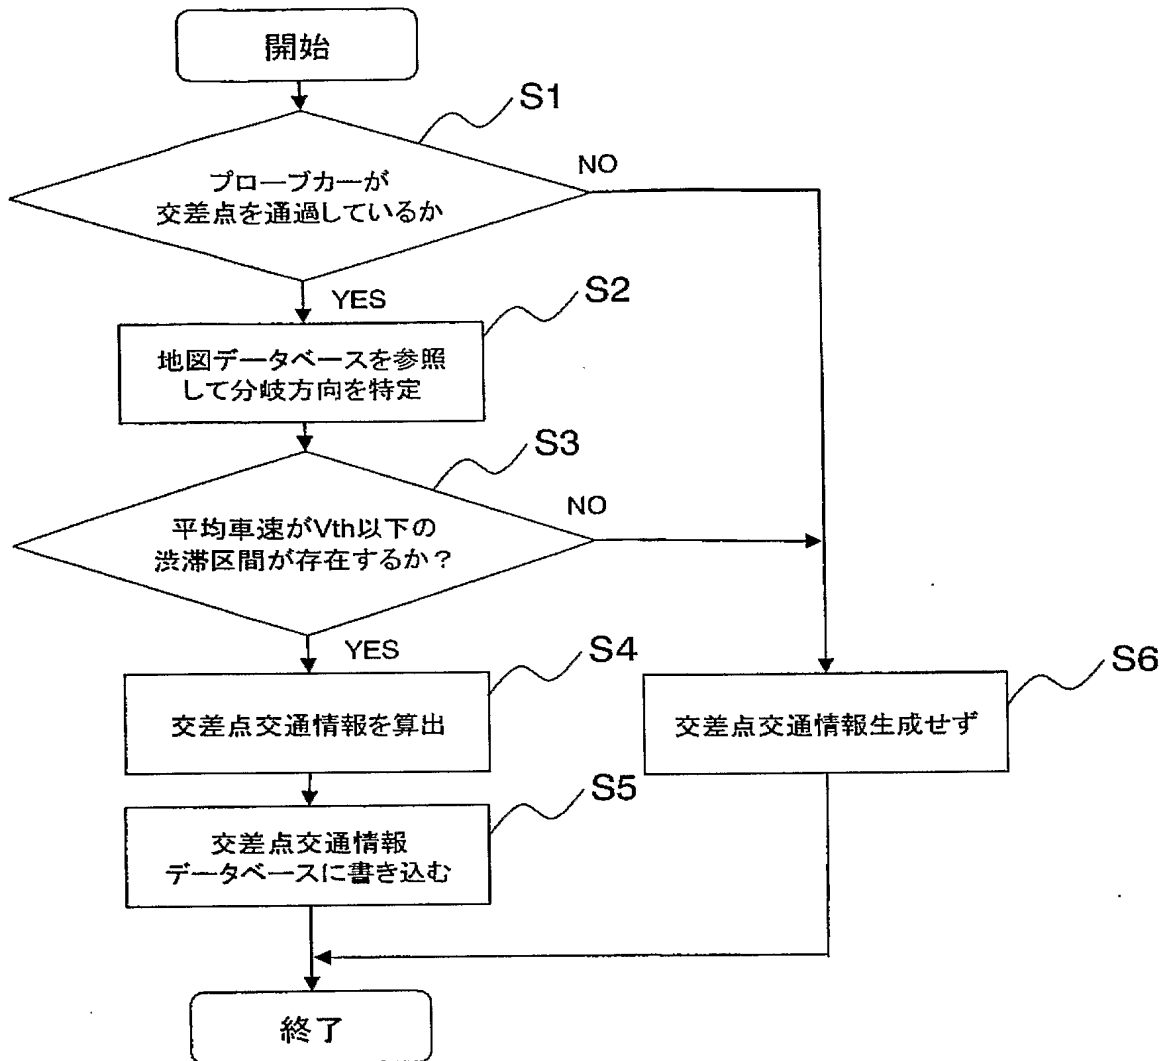 開始
S1
プローブカーが
交差点を通過しているか
NO
YES
S2
地図データベースを参照
して分岐方向を特定
S3
平均車速がVth以下の
渋滞区間が存在するか？
NO
YES
S4
交差点交通情報を算出
S6
交差点交通情報生成せず
S5
交差点交通情報
データベースに書き込む
終了